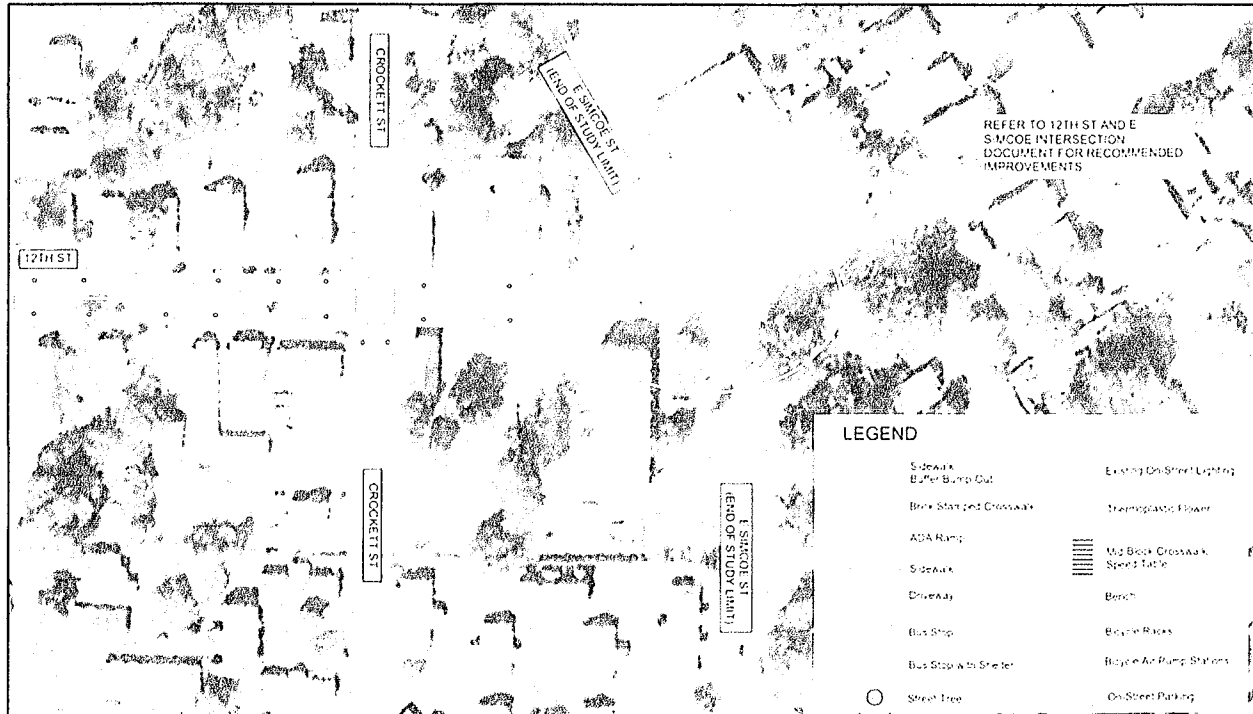 CROCKETT ST
E SIMCOE ST
(END OF STUDY LIMIT)
REFER TO 12TH ST AND E
SIMCOE INTERSECTION
DOCUMENT FOR RECOMMENDED
IMPROVEMENTS
12TH ST
CROCKETT ST
E SIMCOE ST
(END OF STUDY LIMIT)
LEGEND
Sidewalk
Buffer Bump Out
Brick Stamped Crosswalk
ADA Ramp
Sidewalk
Driveway
Bus Stop
Bus Stop with Shelter
Street Tree
Existing On-Street Lighting
Thermoplastic Flower
Mid Block Crosswalk
Speed Table
Bench
Bicycle Racks
Bicycle Air Pump Stations
On-Street Parking